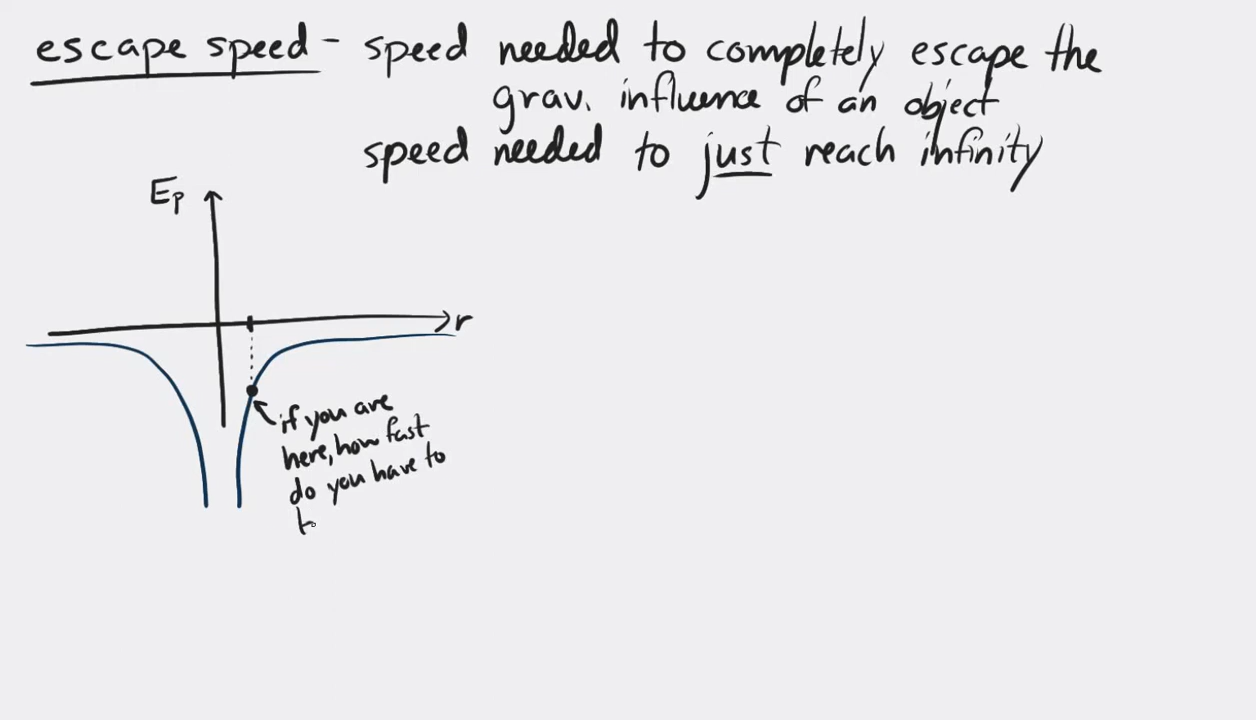 escape speed - speed needed to completely escape the
grav. influence of an object
speed needed to just reach infinity
Ep
r
if you are
here, how fast
do you have to
t